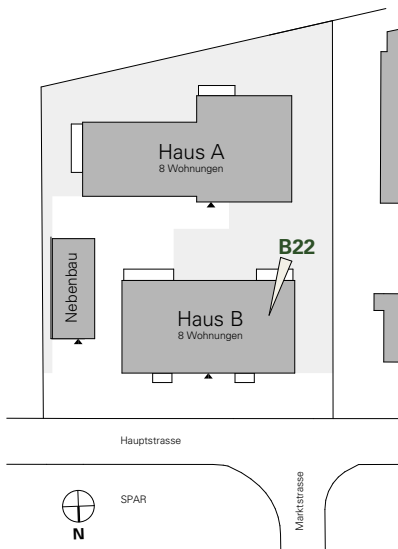 Haus A
8 Wohnungen
B22
Nebenbau
Haus B
8 Wohnungen
Hauptstrasse
SPAR
Marktstrasse
N